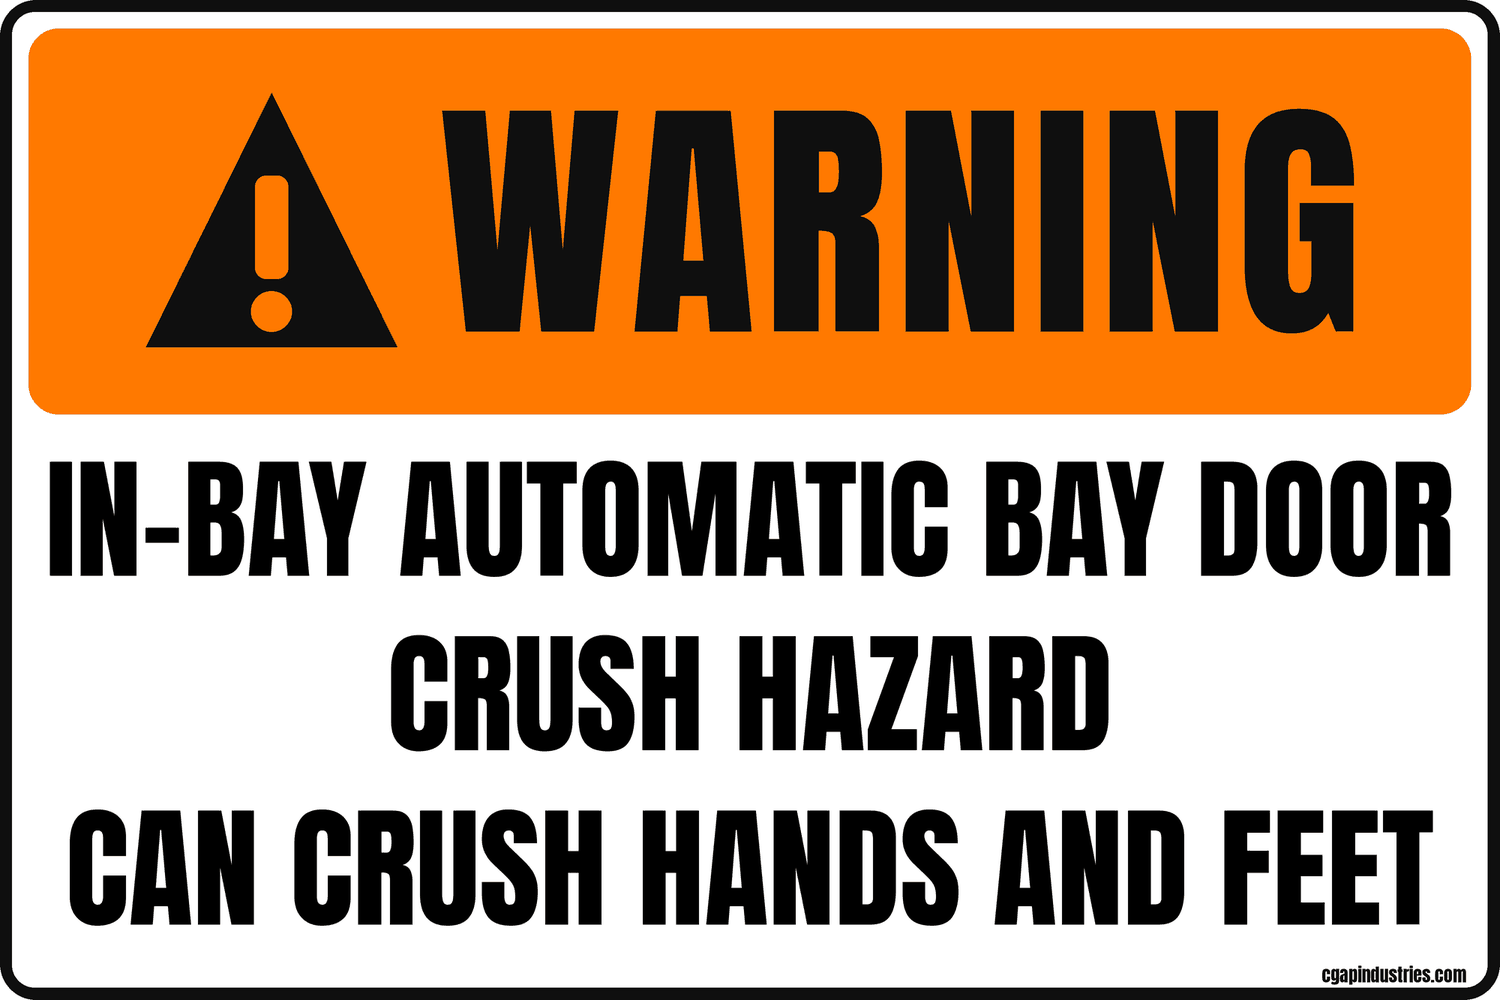 WARNING
IN-BAY AUTOMATIC BAY DOOR
CRUSH HAZARD
CAN CRUSH HANDS AND FEET
cgapindustries.com